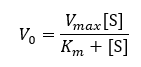 V₀ = Vmax[S] / Km + [S]